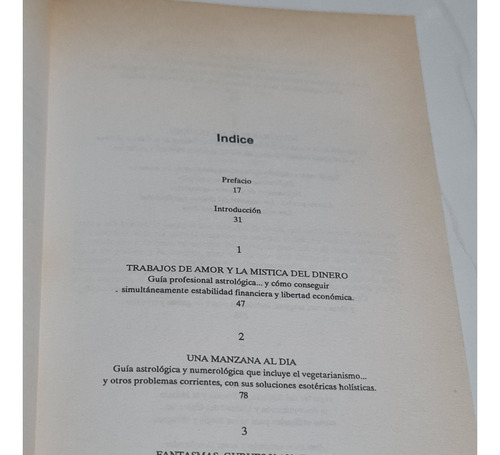 Indice
Prefacio
17
Introducción
31
1
TRABAJOS DE AMOR Y LA MISTICA DEL DINERO
Guía profesional astrológica... y cómo conseguir
simultáneamente estabilidad financiera y libertad económica.
47
2
UNA MANZANA AL DIA
Guía astrológica y numerológica que incluye el vegetarianismo...
y otros problemas corrientes, con sus soluciones esotéricas holísticas.
78
3
FANTASMAS,